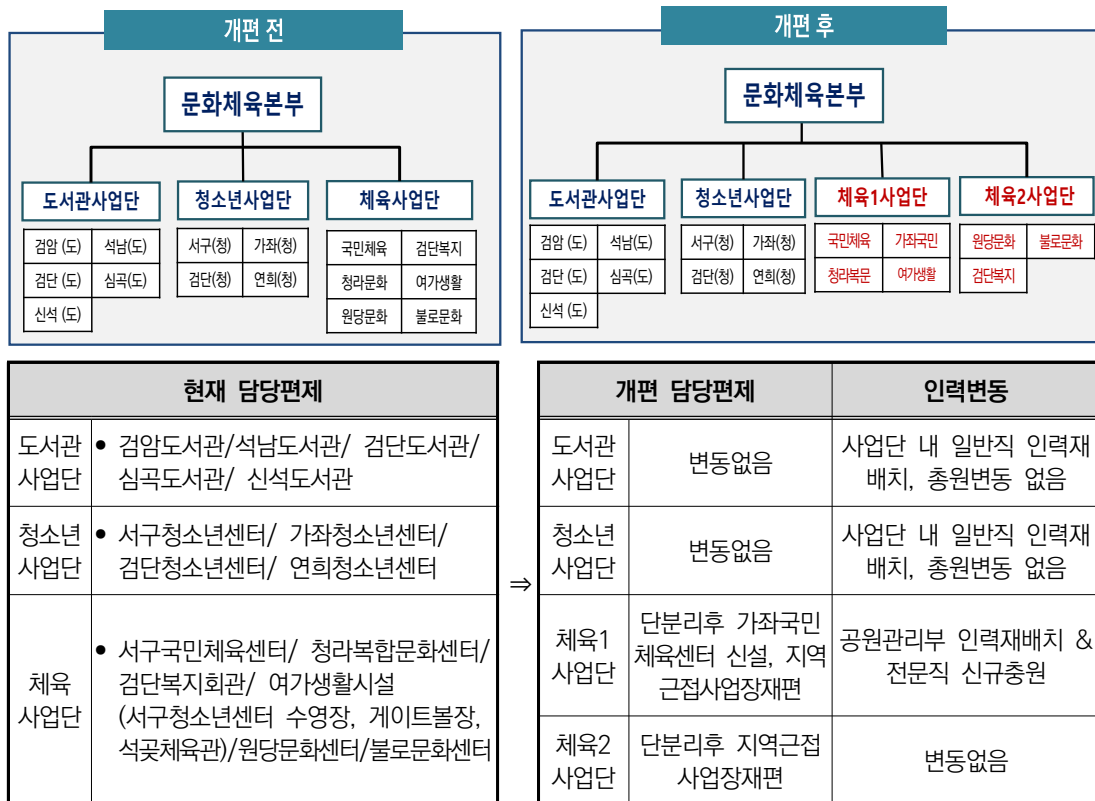 개편 전
문화체육본부
도서관사업단 청소년사업단 체육사업단
검암 (도) 석남(도) 서구(청) 가좌(청) 국민체육 검단복지
검단 (도) 심곡(도) 검단(청) 연희(청) 청라문화 여가생활
신석 (도) 원당문화 불로문화
개편 후
문화체육본부
도서관사업단 청소년사업단 체육1사업단 체육2사업단
검암 (도) 석남(도) 서구(청) 가좌(청) 국민체육 가좌국민 원당문화 불로문화
검단 (도) 심곡(도) 검단(청) 연희(청) 청라복문 여가생활 검단복지
신석 (도)
현재 담당편제
도서관
사업단
• 검암도서관/석남도서관/ 검단도서관/
심곡도서관/ 신석도서관
청소년
사업단
• 서구청소년센터/ 가좌청소년센터/
검단청소년센터/ 연희청소년센터
체육
사업단
• 서구국민체육센터/ 청라복합문화센터/
검단복지회관/ 여가생활시설
(서구청소년센터 수영장, 게이트볼장,
석곶체육관)/원당문화센터/불로문화센터
⇒
개편 담당편제 인력변동
도서관
사업단
변동없음
사업단 내 일반직 인력재
배치, 총원변동 없음
청소년
사업단
변동없음
사업단 내 일반직 인력재
배치, 총원변동 없음
체육1
사업단
단분리후 가좌국민
체육센터 신설, 지역
근접사업장재편
공원관리부 인력재배치 &
전문직 신규충원
체육2
사업단
단분리후 지역근접
사업장재편
변동없음